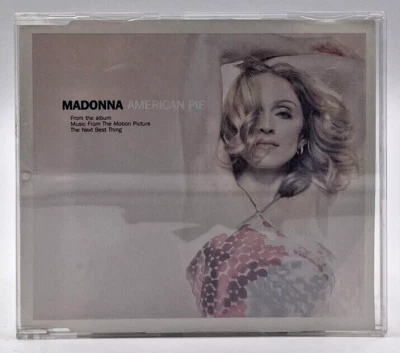 MADONNA AMERICAN PIE
From the album
Music From The Motion Picture
The Next Best Thing